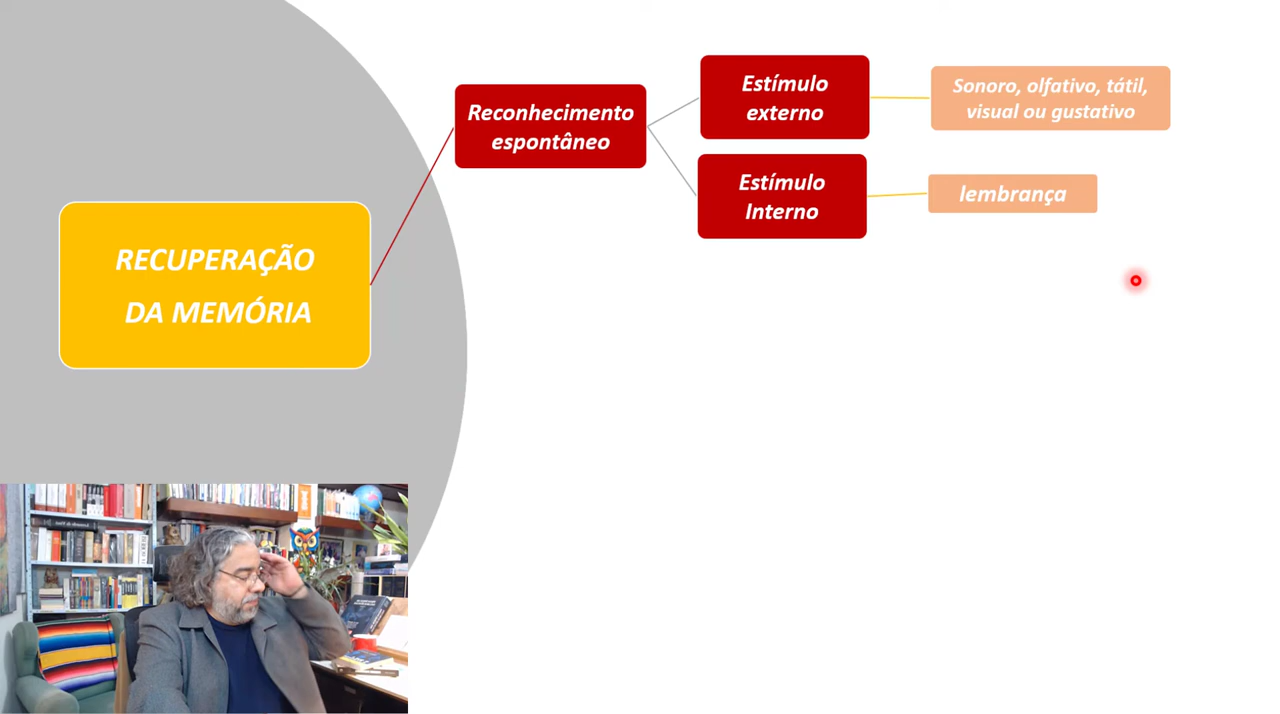 RECUPERAÇÃO
DA MEMÓRIA
Reconhecimento
espontâneo
Estímulo
externo
Sonoro, olfativo, tátil,
visual ou gustativo
Estímulo
Interno
lembrança